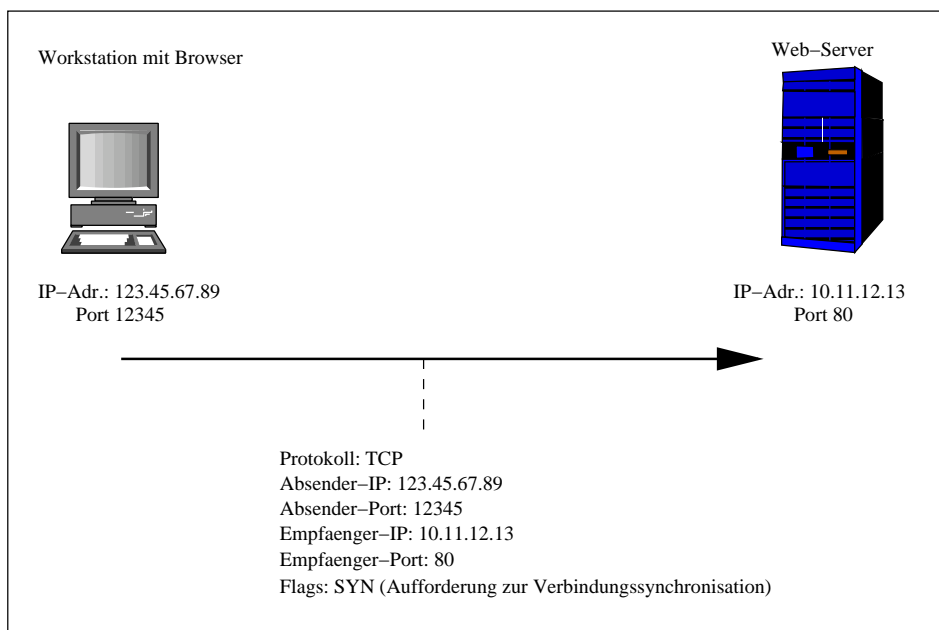 Workstation mit Browser
Web−Server
IP−Adr.: 123.45.67.89
Port 12345
IP−Adr.: 10.11.12.13
Port 80
Protokoll: TCP
Absender−IP: 123.45.67.89
Absender−Port: 12345
Empfaenger−IP: 10.11.12.13
Empfaenger−Port: 80
Flags: SYN (Aufforderung zur Verbindungssynchronisation)